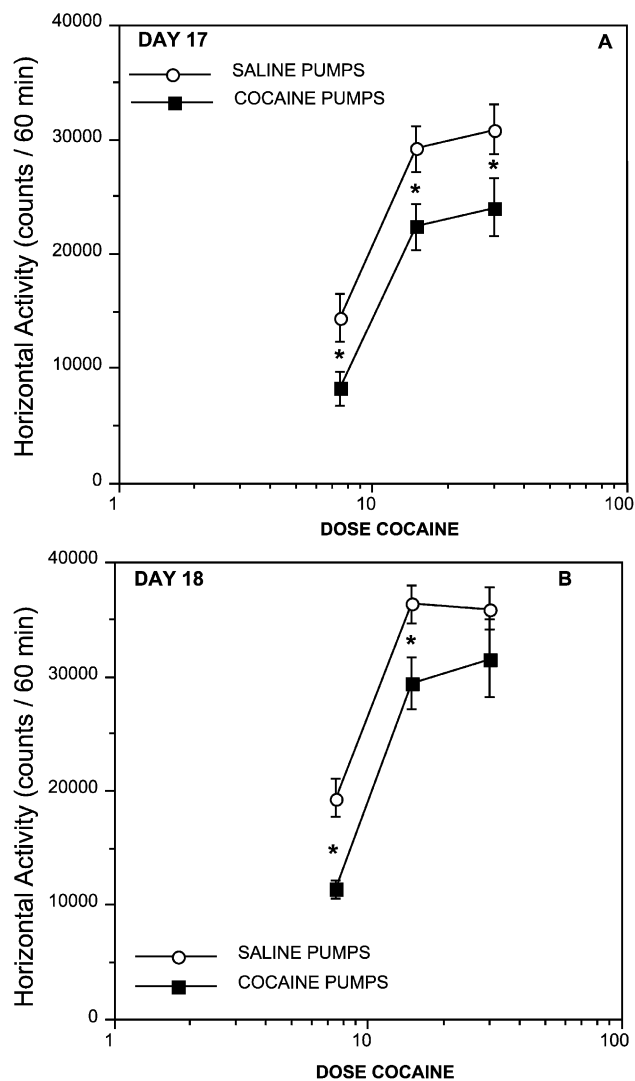 40000
DAY 17
A
SALINE PUMPS
COCAINE PUMPS
30000
*
*
20000
*
10000
0
1
10
100
Horizontal Activity (counts / 60 min)
DOSE COCAINE
40000
DAY 18
B
*
30000
20000
*
10000
SALINE PUMPS
COCAINE PUMPS
0
1
10
100
Horizontal Activity (counts / 60 min)
DOSE COCAINE